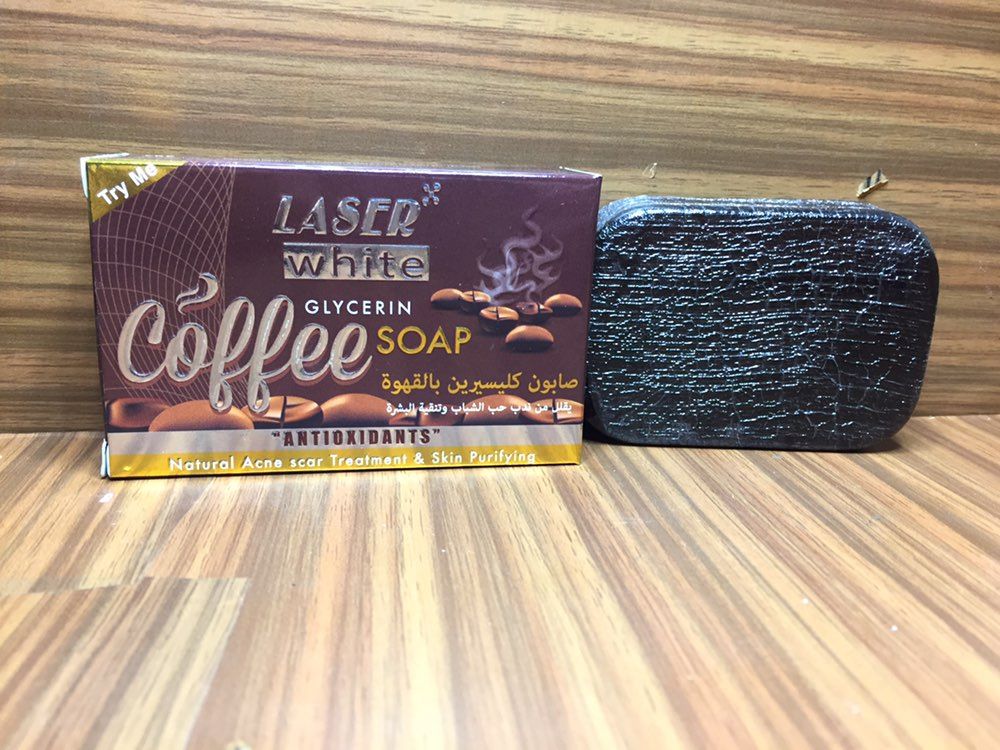 Try Me
LASER
white
GLYCERIN
Coffee SOAP
صابون كليسيرين بالقهوة
يقلل من ندب حب الشباب وتنقية البشرة
"ANTIOXIDANTS"
Natural Acne scar Treatment & Skin Purifying